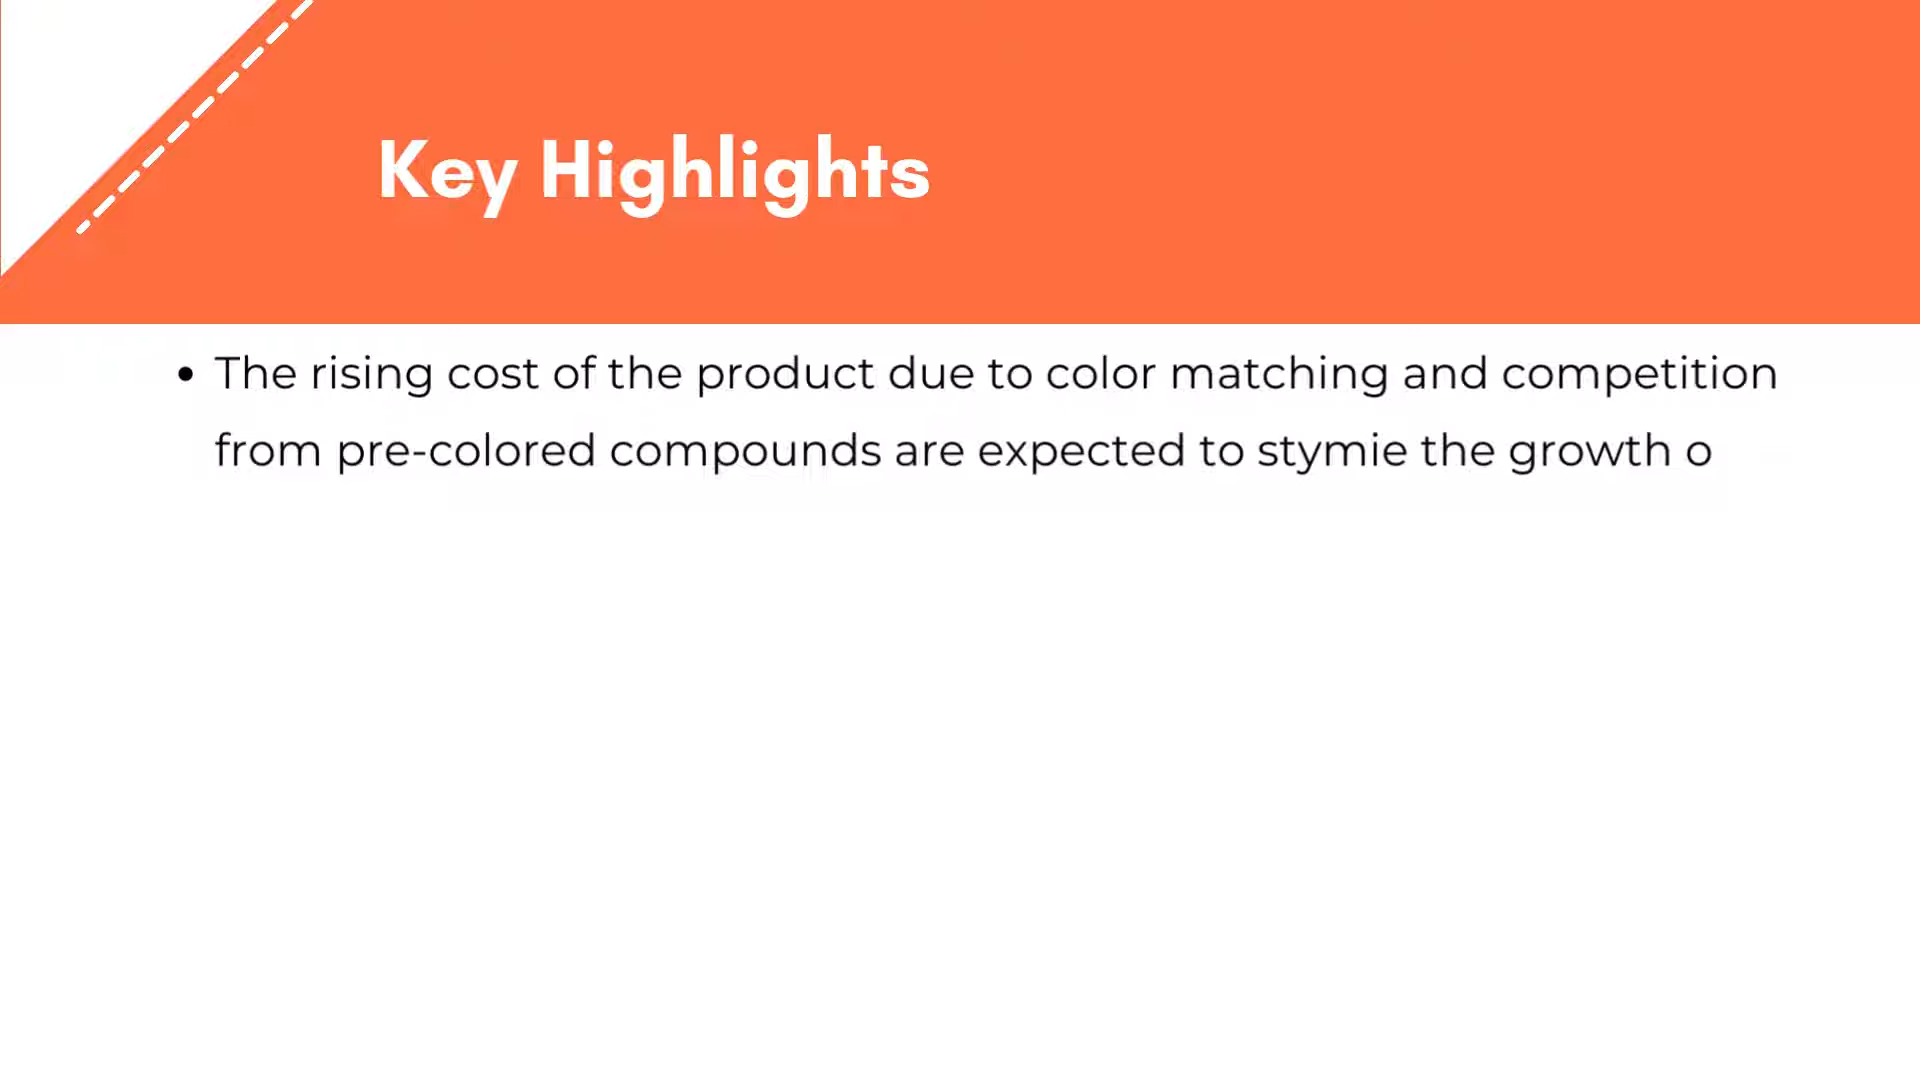 Key Highlights
• The rising cost of the product due to color matching and competition
from pre-colored compounds are expected to stymie the growth o